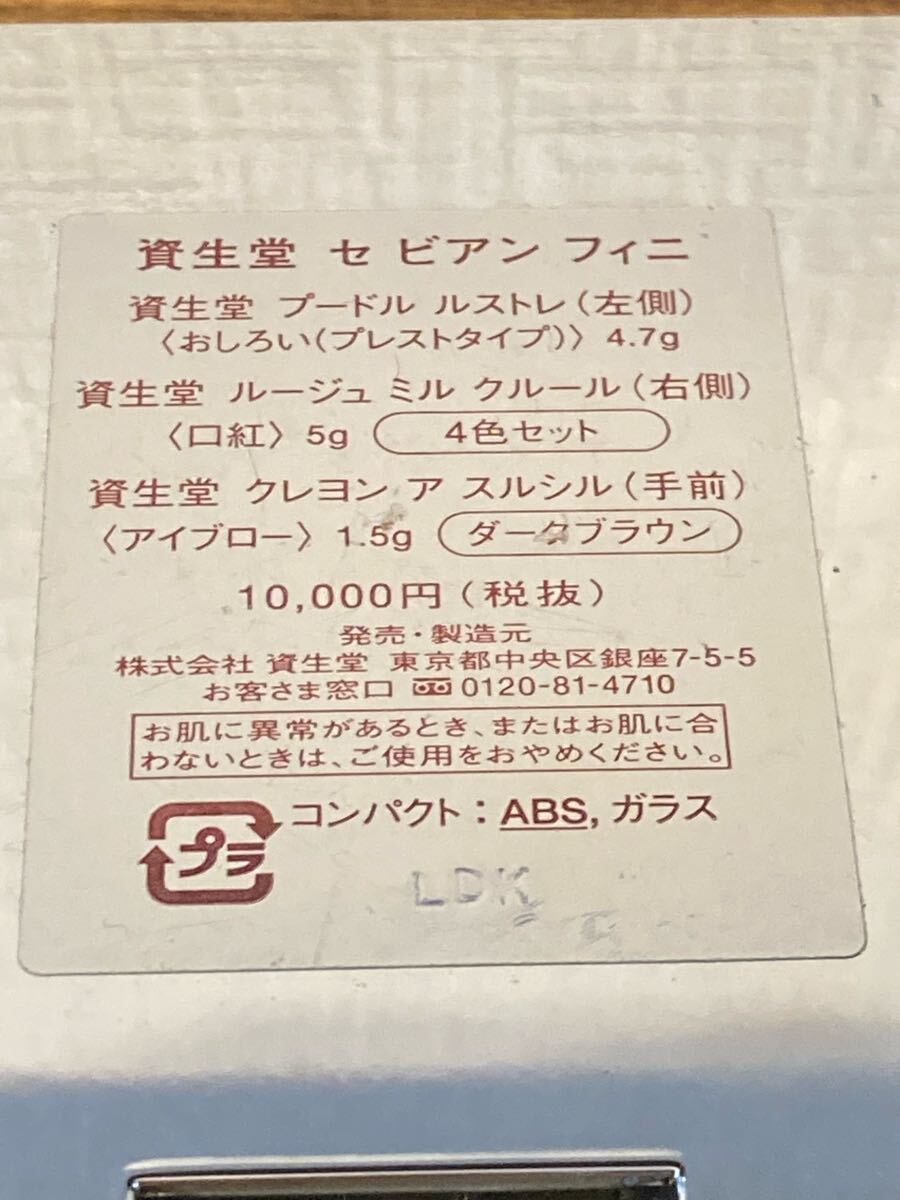 資生堂 セ ビアン フィニ
資生堂 プードル ルストレ(左側)
〈おしろい(プレストタイプ)〉4.7g
資生堂 ルージュ ミル クルール(右側)
〈口紅〉5g 4色セット
資生堂 クレヨン ア スルシル(手前)
〈アイブロー〉1.5g ダークブラウン
10,000円(税抜)
発売・製造元
株式会社 資生堂 東京都中央区銀座7-5-5
お客さま窓口 0120-81-4710
お肌に異常があるとき、またはお肌に合
わないときは、ご使用をおやめください。
プラ コンパクト:ABS, ガラス
LDK